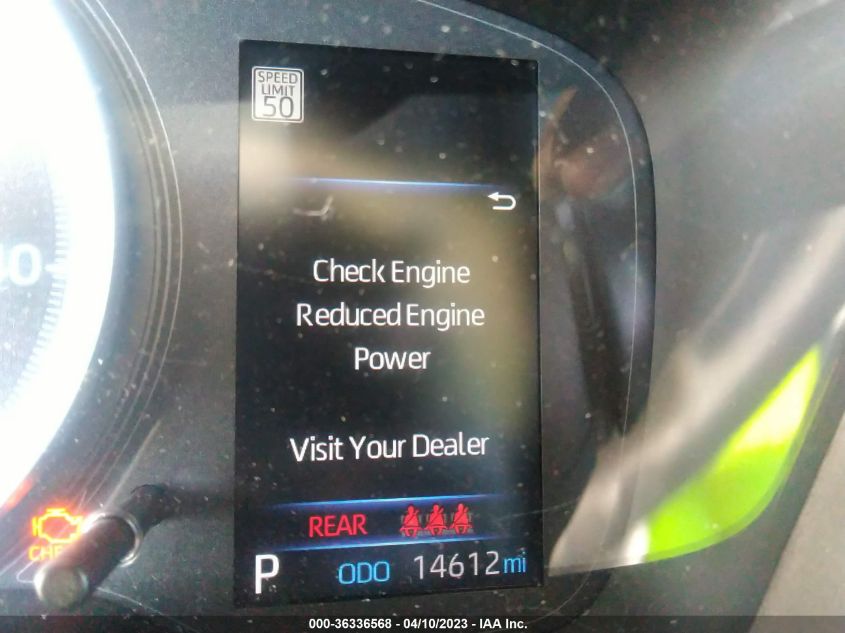 SPEED
LIMIT
50
Check Engine
Reduced Engine
Power
Visit Your Dealer
REAR
P ODO 14612 mi
000-36336568 - 04/10/2023 - IAA Inc.